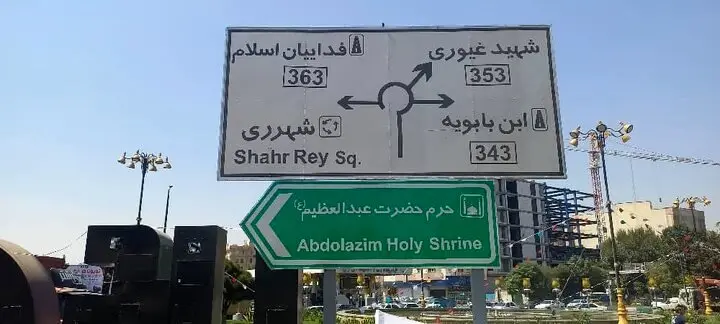 شهید غیوری
353
فداییان اسلام
363
ابن بابویه
343
شهرری
Shahr Rey Sq.
حرم حضرت عبدالعظیم (ع)
Abdolazim Holy Shrine